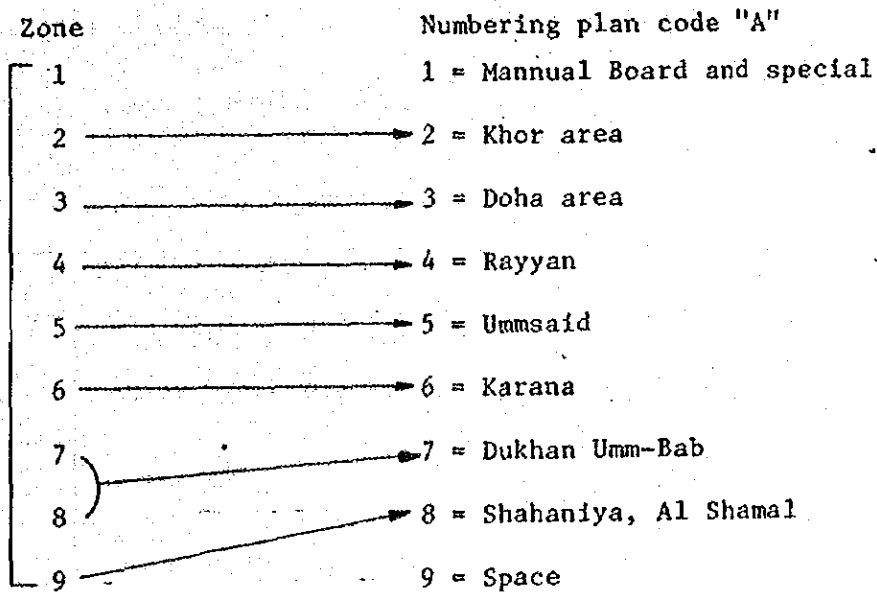 Zone Numbering plan code "A"
1 1 = Mannual Board and special
2 2 = Khor area
3 3 = Doha area
4 4 = Rayyan
5 5 = Ummsaid
6 6 = Karana
7 7 = Dukhan Umm-Bab
8 8 = Shahaniya, Al Shamal
9 9 = Space